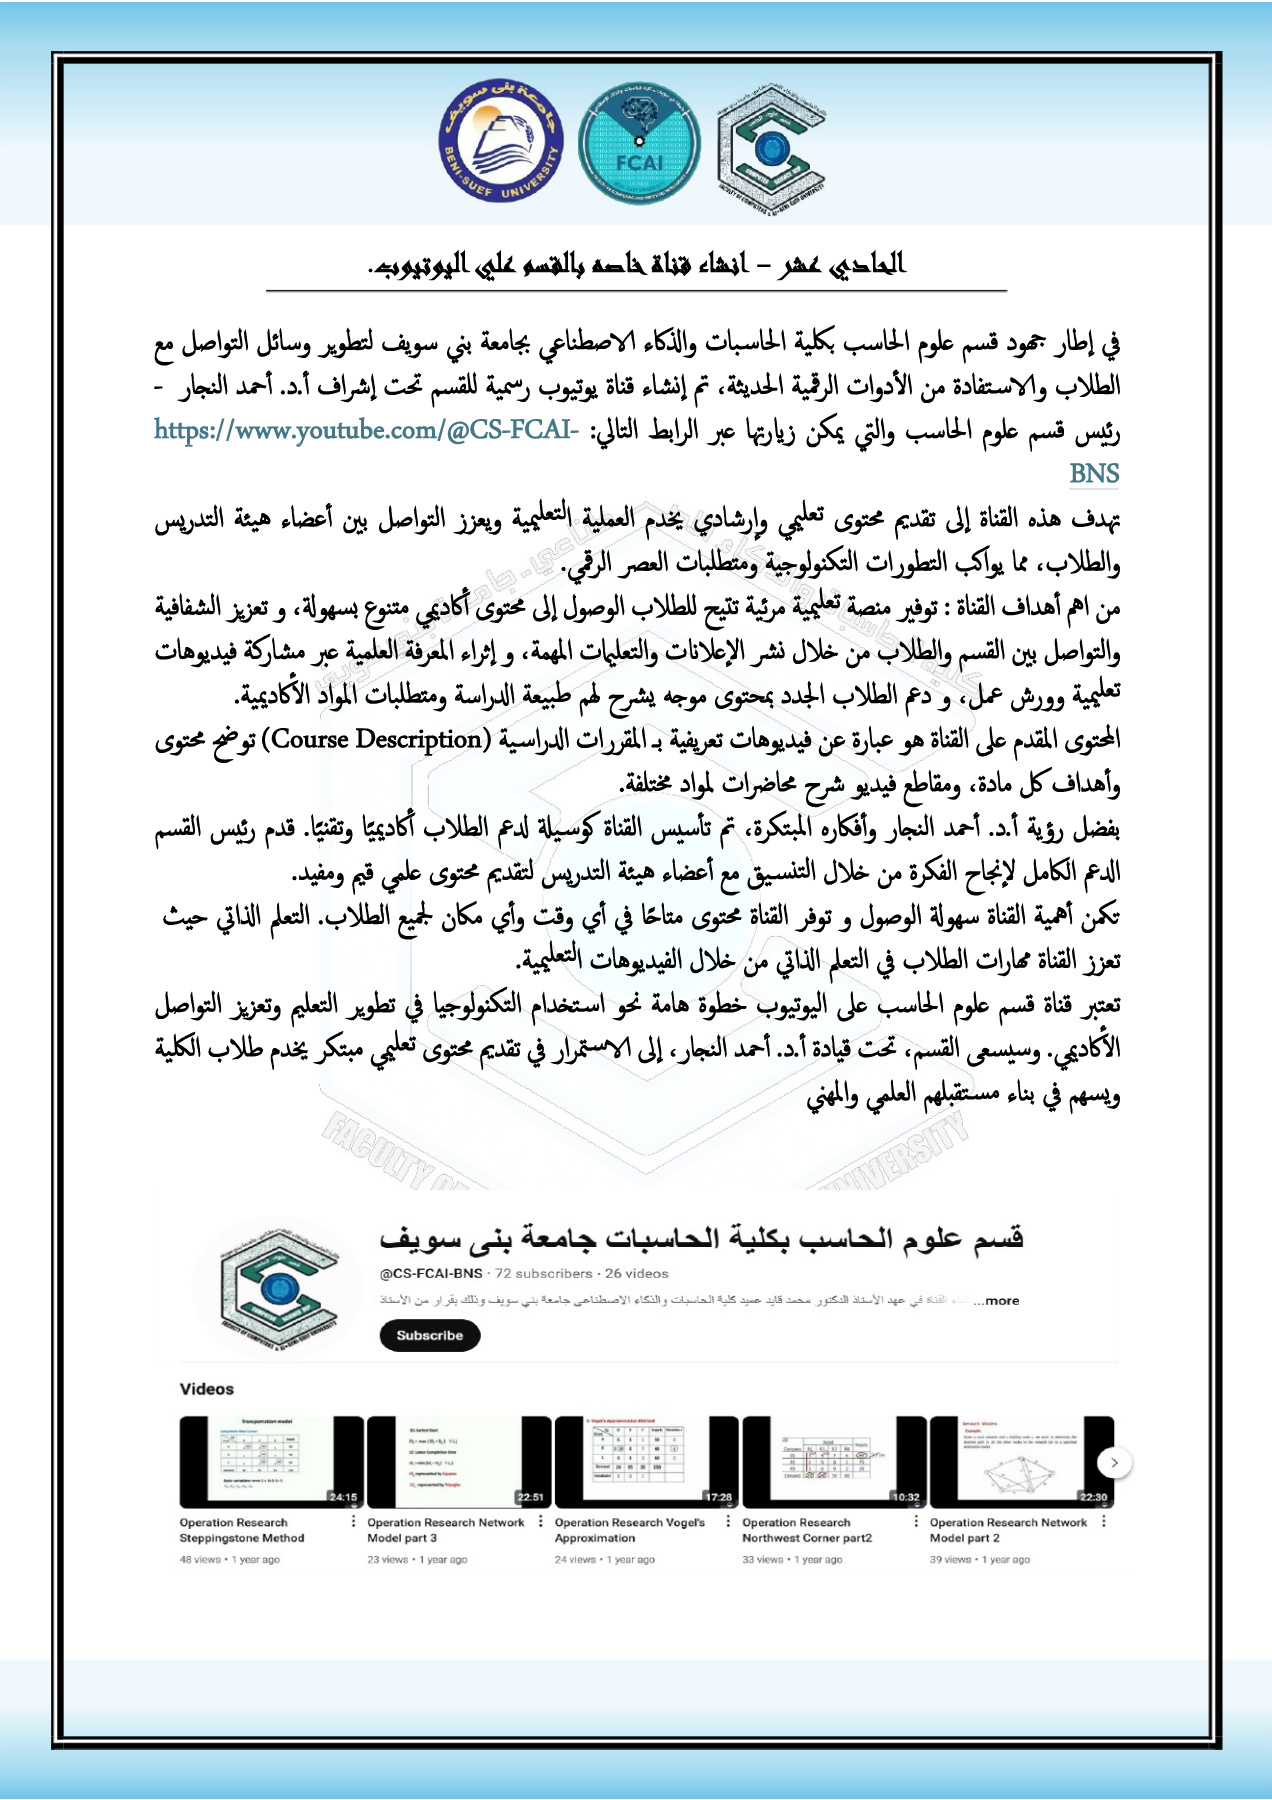 جامعة بنى سويف
BENI-SUEF UNIVERSITY
FCAI
الحادي عشر – انشاء قناة خاصه بالقسم علي اليوتيوب.
في إطار جهود قسم علوم الحاسب بكلية الحاسبات والذكاء الاصطناعي بجامعة بني سويف لتطوير وسائل التواصل مع
الطلاب والاستفادة من الأدوات الرقمية الحديثة، تم إنشاء قناة يوتيوب رسمية للقسم تحت إشراف أ.د. أحمد النجار -
رئيس قسم علوم الحاسب والتي يمكن زيارتها عبر الرابط التالي: https://www.youtube.com/@CS-FCAI-
BNS
تهدف هذه القناة إلى تقديم محتوى تعليمي وإرشادي يخدم العملية التعليمية ويعزز التواصل بين أعضاء هيئة التدريس
والطلاب، مما يواكب التطورات التكنولوجية ومتطلبات العصر الرقمي.
من اهم أهداف القناة : توفير منصة تعليمية مرئية تتيح للطلاب الوصول إلى محتوى أكاديمي متنوع بسهولة، و تعزيز الشفافية
والتواصل بين القسم والطلاب من خلال نشر الإعلانات والتعليمات المهمة، و إثراء المعرفة العلمية عبر مشاركة فيديوهات
تعليمية وورش عمل، و دعم الطلاب الجدد بمحتوى موجه يشرح لهم طبيعة الدراسة ومتطلبات المواد الأكاديمية.
المحتوى المقدم على القناة هو عبارة عن فيديوهات تعريفية بـ المقررات الدراسية (Course Description) توضح محتوى
وأهداف كل مادة، ومقاطع فيديو شرح محاضرات لمواد مختلفة.
بفضل رؤية أ.د. أحمد النجار وأفكاره المبتكرة، تم تأسيس القناة كوسيلة لدعم الطلاب أكاديميًا وتقنيًا. قدم رئيس القسم
الدعم الكامل لإنجاح الفكرة من خلال التنسيق مع أعضاء هيئة التدريس لتقديم محتوى علمي قيم ومفيد.
تكمن أهمية القناة سهولة الوصول و توفر القناة محتوى متاحًا في أي وقت وأي مكان لجميع الطلاب. التعلم الذاتي حيث
تعزز القناة مهارات الطلاب في التعلم الذاتي من خلال الفيديوهات التعليمية.
تعتبر قناة قسم علوم الحاسب على اليوتيوب خطوة هامة نحو استخدام التكنولوجيا في تطوير التعليم وتعزيز التواصل
الأكاديمي. وسيسعى القسم، تحت قيادة أ.د. أحمد النجار، إلى الاستمرار في تقديم محتوى تعليمي مبتكر يخدم طلاب الكلية
ويسهم في بناء مستقبلهم العلمي والمهني
قسم علوم الحاسب بكلية الحاسبات جامعة بنى سويف
@CS-FCAI-BNS · 72 subscribers · 26 videos
القناة في عهد الأستاذ الدكتور محمد قايد عميد كلية الحاسبات والذكاء الاصطناعى جامعة بني سويف وذلك بقرار من الأستاذ ...more
Subscribe
Videos
Transportation model
24:15
22:51
17:28
10:32
22:30
Operation Research Steppingstone Method
48 views • 1 year ago
Operation Research Network Model part 3
23 views • 1 year ago
Operation Research Vogel's Approximation
24 views • 1 year ago
Operation Research Northwest Corner part2
33 views • 1 year ago
Operation Research Network Model part 2
39 views • 1 year ago